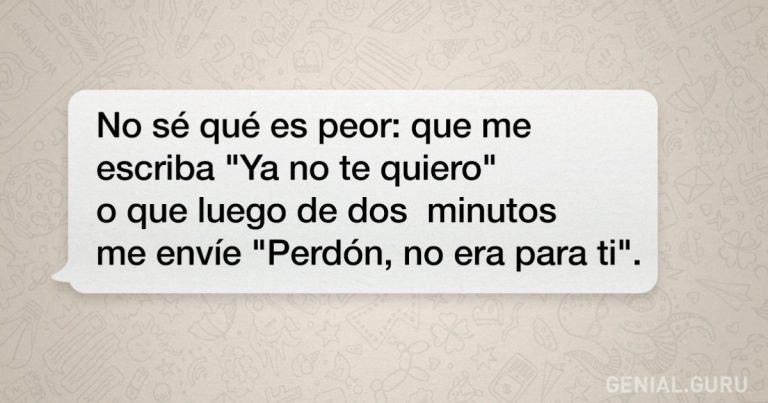 No sé qué es peor: que me
escriba "Ya no te quiero"
o que luego de dos  minutos
me envíe "Perdón, no era para ti".
GENIAL.GURU